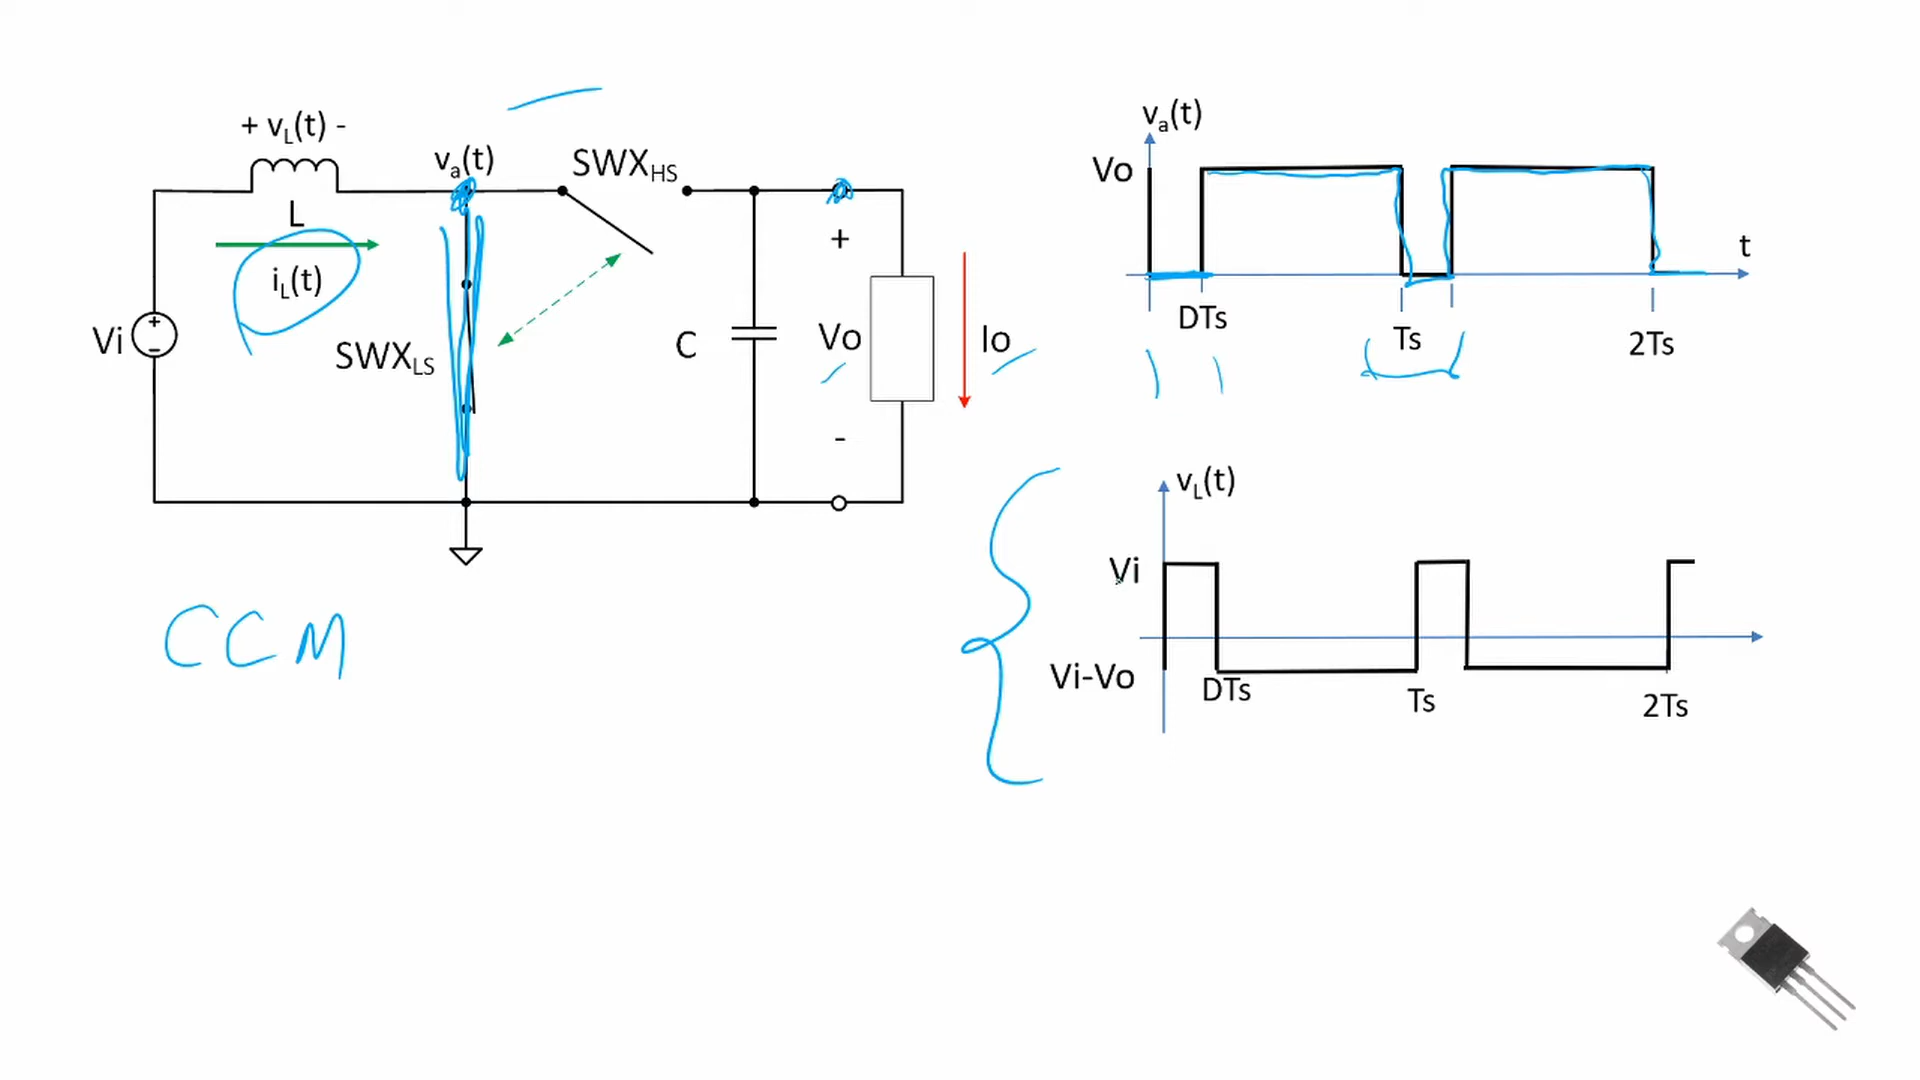 + vL(t) -
va(t)
SWXHS
L
iL(t)
Vi
+
-
SWXLS
C
+
Vo
-
Io
CCM
va(t)
Vo
t
DTs
Ts
2Ts
vL(t)
Vi
Vi-Vo
DTs
Ts
2Ts